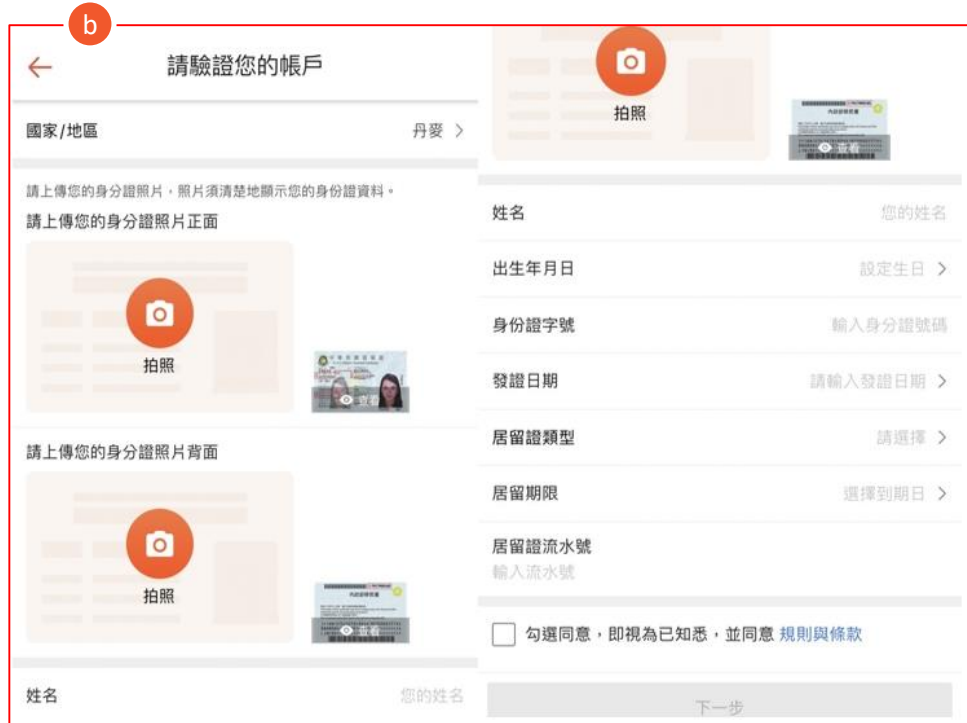 b
請驗證您的帳戶
國家/地區 丹麥
請上傳您的身分證照片，照片須清楚地顯示您的身份證資料。
請上傳您的身分證照片正面
拍照
查看
請上傳您的身分證照片背面
拍照
查看
姓名 您的姓名
拍照
查看
姓名 您的姓名
出生年月日 設定生日
身份證字號 輸入身分證號碼
發證日期 請輸入發證日期
居留證類型 請選擇
居留期限 選擇到期日
居留證流水號
輸入流水號
勾選同意，即視為已知悉，並同意 規則與條款
下一步